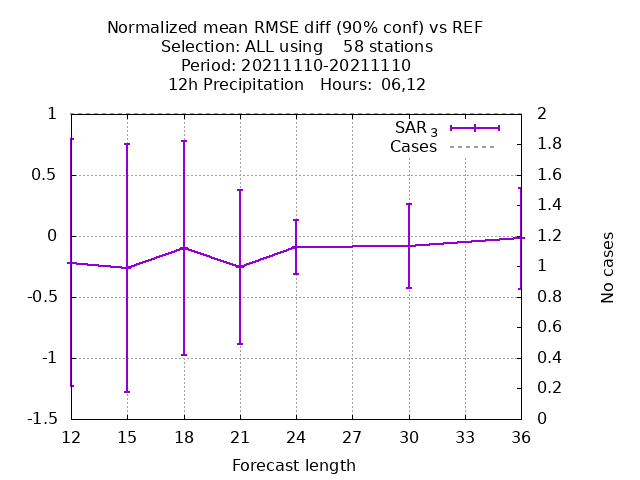 Normalized mean RMSE diff (90% conf) vs REF
Selection: ALL using    58 stations
Period: 20211110-20211110
12h Precipitation   Hours: 06,12
SAR 3
Cases
1
0.5
0
-0.5
-1
-1.5
2
1.8
1.6
1.4
1.2
1
0.8
0.6
0.4
0.2
0
No cases
12 15 18 21 24 27 30 33 36
Forecast length